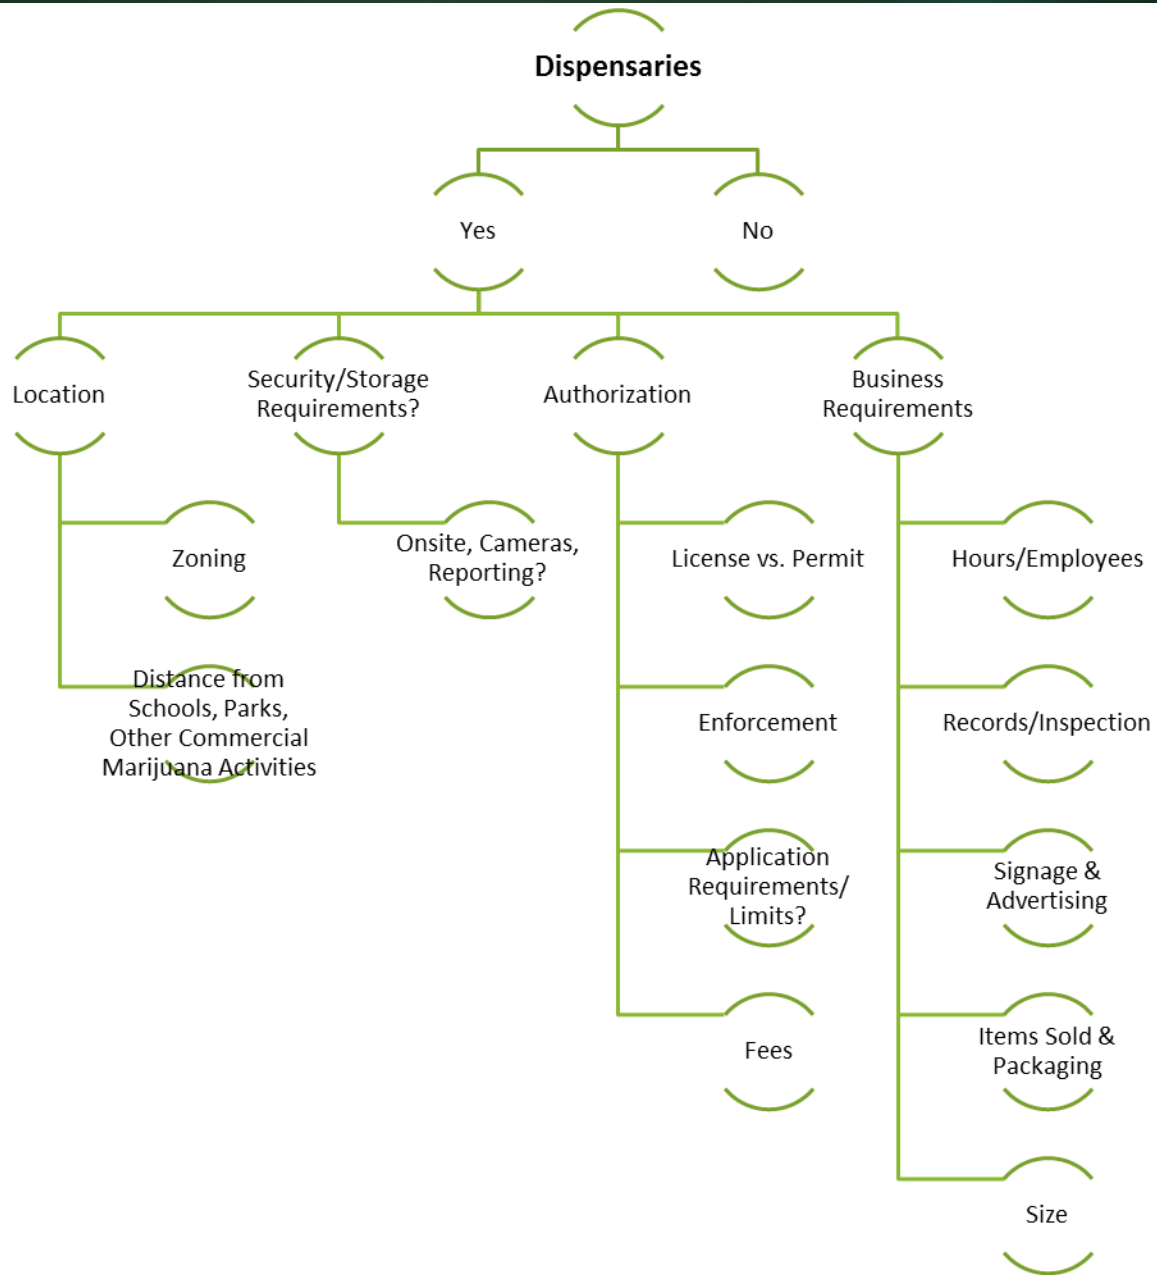 Dispensaries
Yes
No
Location
Security/Storage
Requirements?
Authorization
Business
Requirements
Zoning
Onsite, Cameras,
Reporting?
License vs. Permit
Hours/Employees
Distance from
Schools, Parks,
Other Commercial
Marijuana Activities
Enforcement
Records/Inspection
Application
Requirements/
Limits?
Signage &
Advertising
Fees
Items Sold &
Packaging
Size